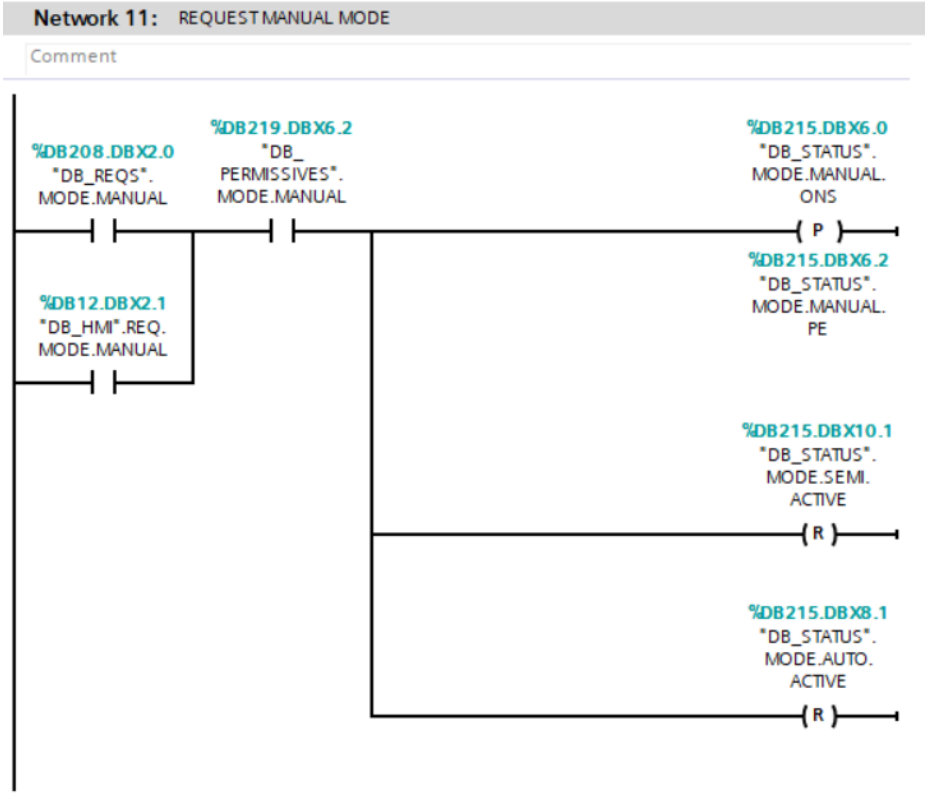 Network 11: REQUEST MANUAL MODE
Comment
%DB208.DBX2.0
"DB_REQS".
MODE.MANUAL
%DB219.DBX6.2
"DB_
PERMISSIVES".
MODE.MANUAL
%DB215.DBX6.0
"DB_STATUS".
MODE.MANUAL.
ONS
P
%DB215.DBX6.2
"DB_STATUS".
MODE.MANUAL.
PE
%DB12.DBX2.1
"DB_HMI".REQ.
MODE.MANUAL
%DB215.DBX10.1
"DB_STATUS".
MODE.SEMI.
ACTIVE
R
%DB215.DBX8.1
"DB_STATUS".
MODE.AUTO.
ACTIVE
R